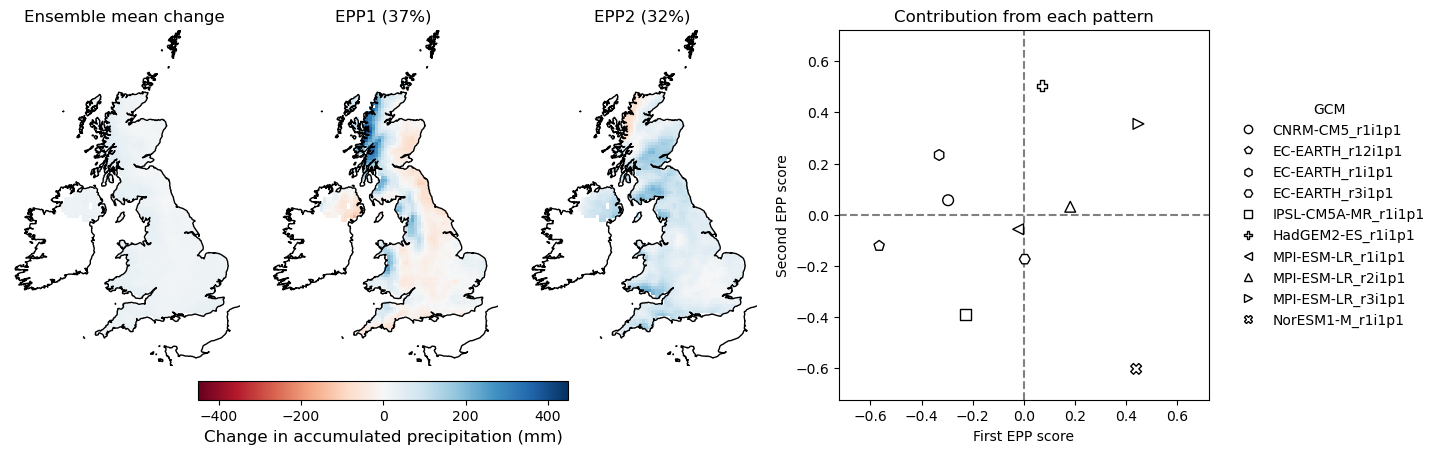 Ensemble mean change
EPP1 (37%)
EPP2 (32%)
−400 −200 0 200 400
Change in accumulated precipitation (mm)
Contribution from each pattern
Second EPP score
0.6
0.4
0.2
0.0
−0.2
−0.4
−0.6
−0.6 −0.4 −0.2 0.0 0.2 0.4 0.6
First EPP score
GCM
CNRM-CM5_r1i1p1
EC-EARTH_r12i1p1
EC-EARTH_r1i1p1
EC-EARTH_r3i1p1
IPSL-CM5A-MR_r1i1p1
HadGEM2-ES_r1i1p1
MPI-ESM-LR_r1i1p1
MPI-ESM-LR_r2i1p1
MPI-ESM-LR_r3i1p1
NorESM1-M_r1i1p1